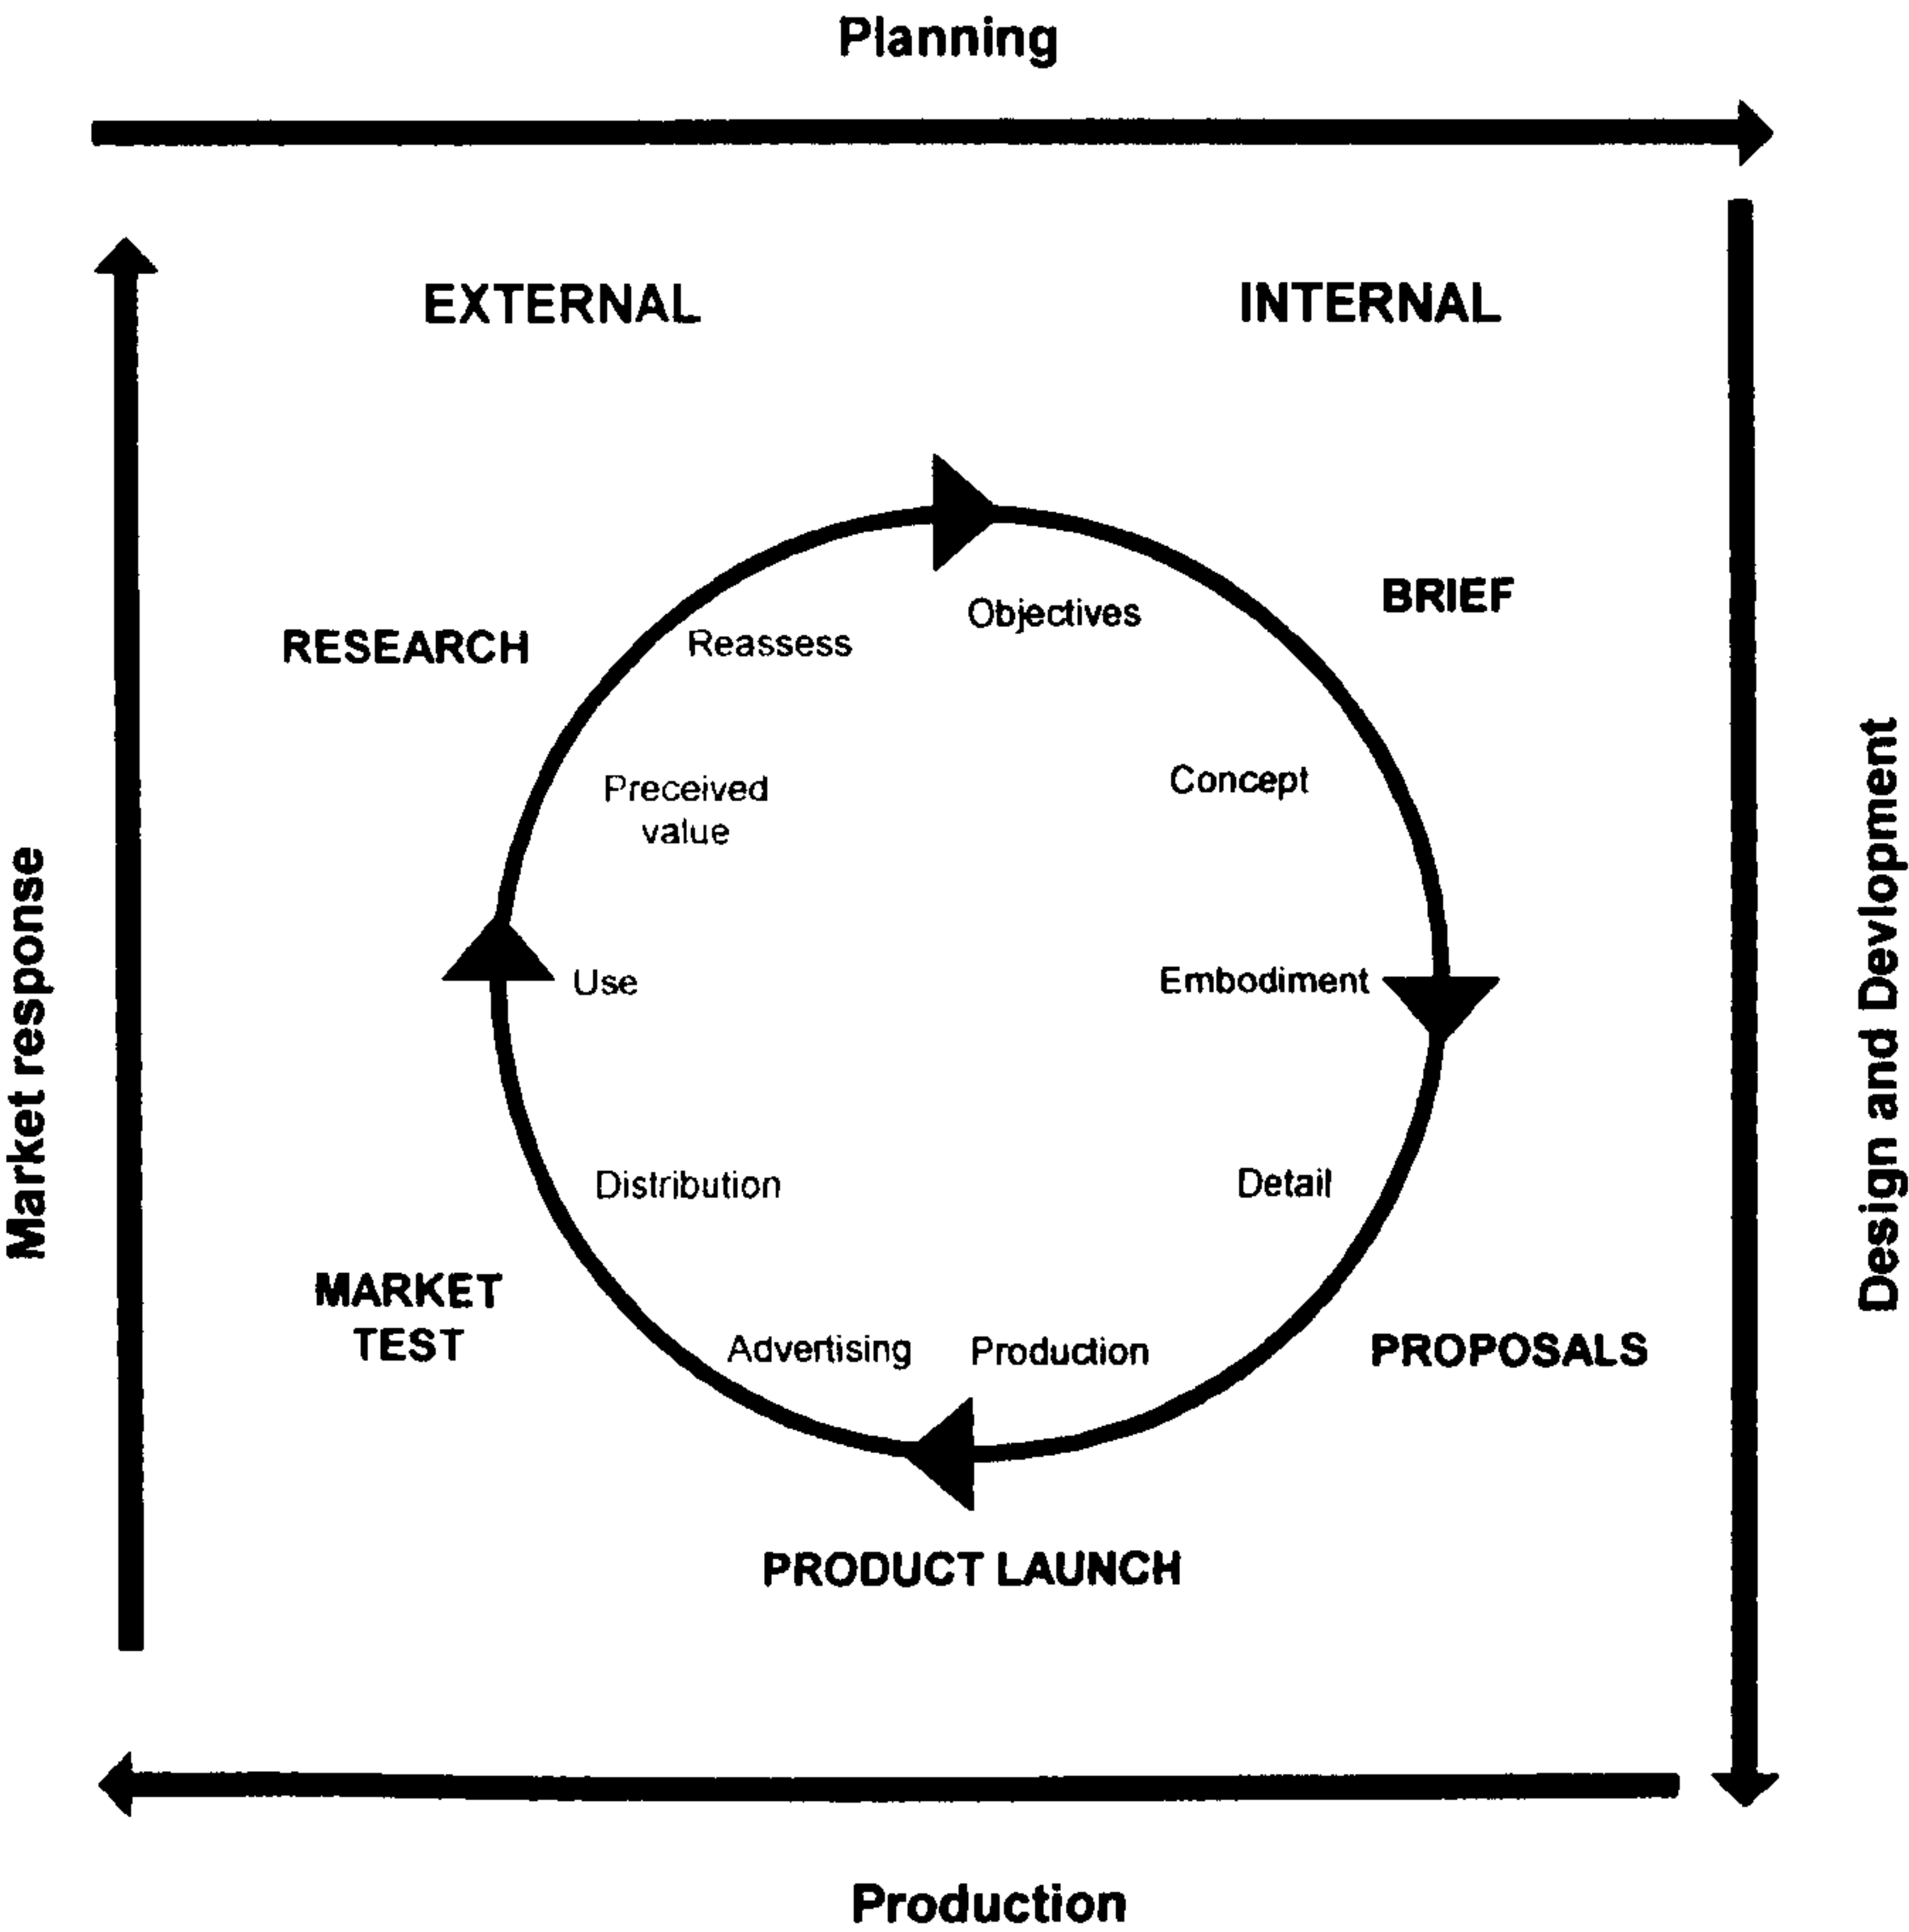 Planning
EXTERNAL
INTERNAL
BRIEF
Objectives
RESEARCH
Reassess
Concept
Preceived
value
Market response
Design and Devlopment
Use
Embodiment
Distribution
Detail
MARKET
TEST
Advertising
Production
PROPOSALS
PRODUCT LAUNCH
Production